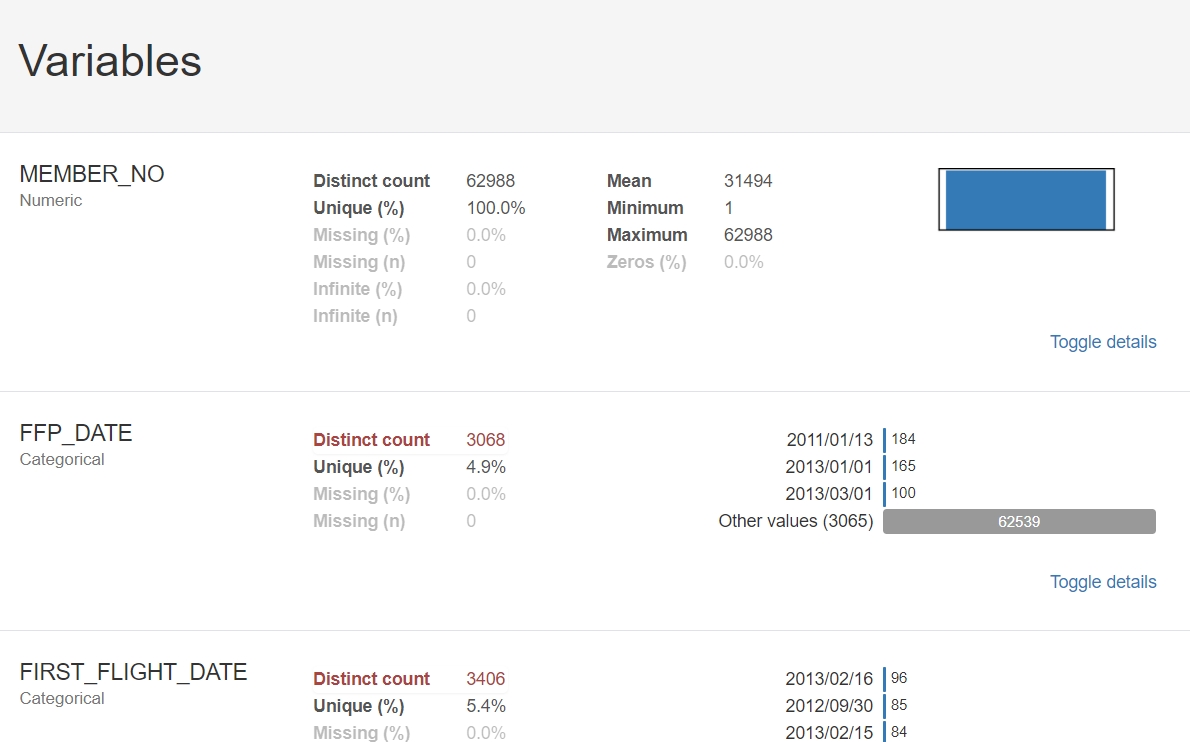 Variables
MEMBER_NO
Numeric
Distinct count 62988
Unique (%) 100.0%
Missing (%) 0.0%
Missing (n) 0
Infinite (%) 0.0%
Infinite (n) 0
Mean 31494
Minimum 1
Maximum 62988
Zeros (%) 0.0%
Toggle details
FFP_DATE
Categorical
Distinct count 3068
Unique (%) 4.9%
Missing (%) 0.0%
Missing (n) 0
2011/01/13 184
2013/01/01 165
2013/03/01 100
Other values (3065) 62539
Toggle details
FIRST_FLIGHT_DATE
Categorical
Distinct count 3406
Unique (%) 5.4%
Missing (%) 0.0%
2013/02/16 96
2012/09/30 85
2013/02/15 84